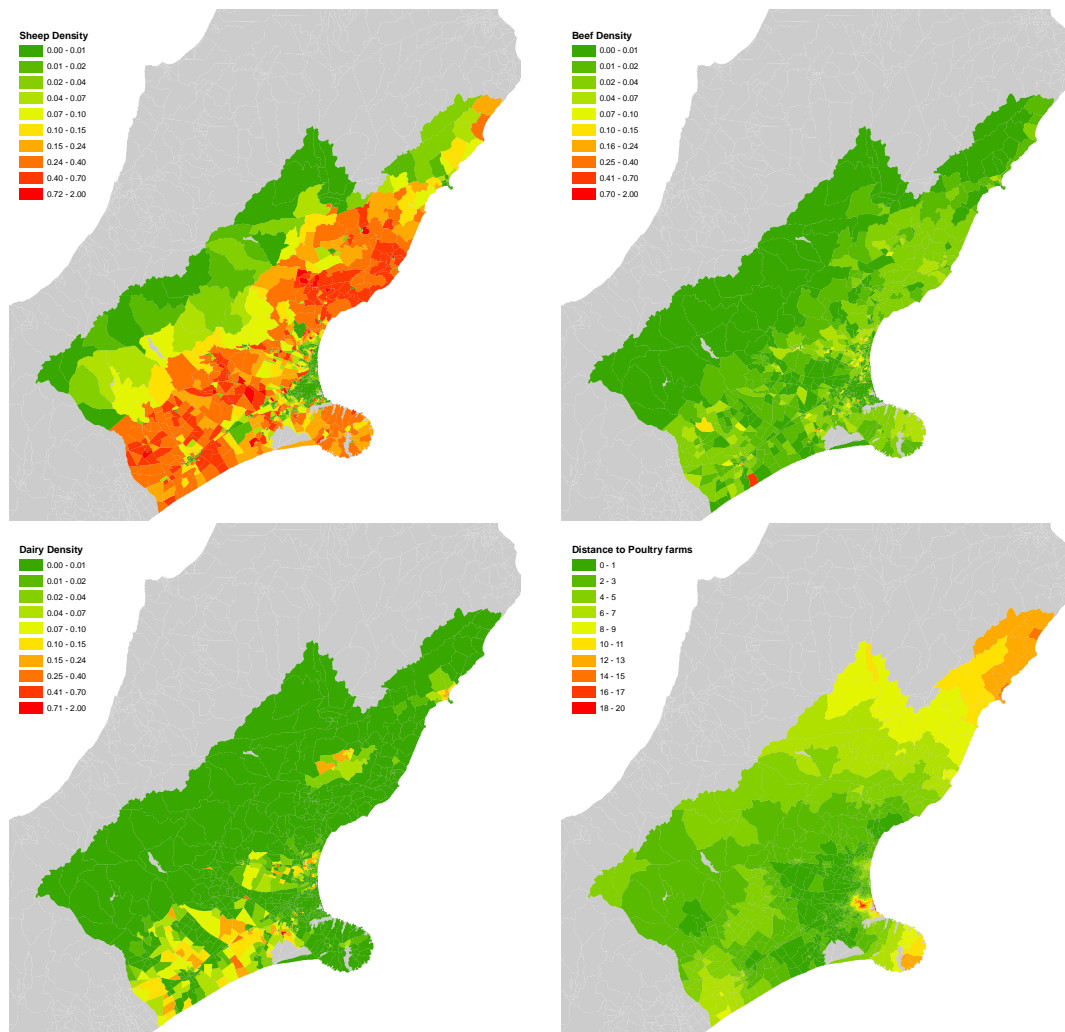 Sheep Density
0.00 - 0.01
0.01 - 0.02
0.02 - 0.04
0.04 - 0.07
0.07 - 0.10
0.10 - 0.15
0.15 - 0.24
0.24 - 0.40
0.40 - 0.70
0.72 - 2.00
Beef Density
0.00 - 0.01
0.01 - 0.02
0.02 - 0.04
0.04 - 0.07
0.07 - 0.10
0.10 - 0.15
0.16 - 0.24
0.25 - 0.40
0.41 - 0.70
0.70 - 2.00
Dairy Density
0.00 - 0.01
0.01 - 0.02
0.02 - 0.04
0.04 - 0.07
0.07 - 0.10
0.10 - 0.15
0.15 - 0.24
0.25 - 0.40
0.41 - 0.70
0.71 - 2.00
Distance to Poultry farms
0 - 1
2 - 3
4 - 5
6 - 7
8 - 9
10 - 11
12 - 13
14 - 15
16 - 17
18 - 20